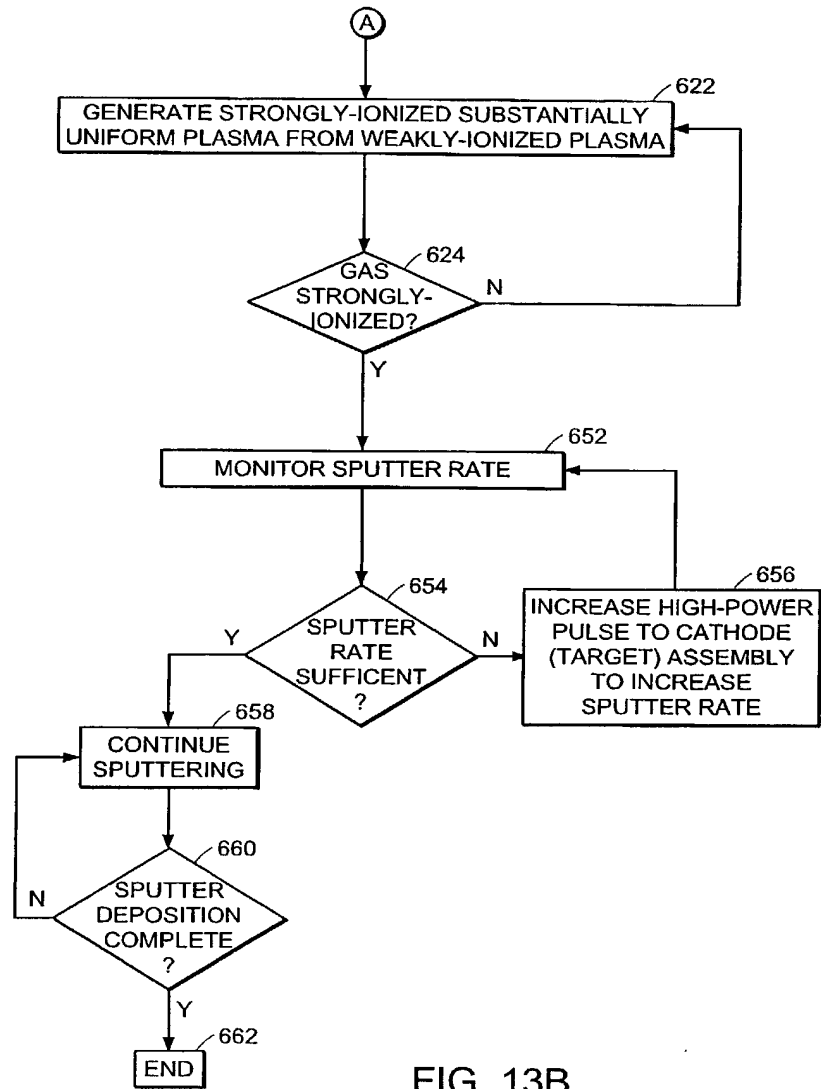 A
622
GENERATE STRONGLY-IONIZED SUBSTANTIALLY
UNIFORM PLASMA FROM WEAKLY-IONIZED PLASMA
624
GAS
STRONGLY-
IONIZED?
N
Y
652
MONITOR SPUTTER RATE
654
SPUTTER
RATE
SUFFICENT
?
Y
N
656
INCREASE HIGH-POWER
PULSE TO CATHODE
(TARGET) ASSEMBLY
TO INCREASE
SPUTTER RATE
658
CONTINUE
SPUTTERING
660
SPUTTER
DEPOSITION
COMPLETE
?
N
Y
662
END
FIG. 13B